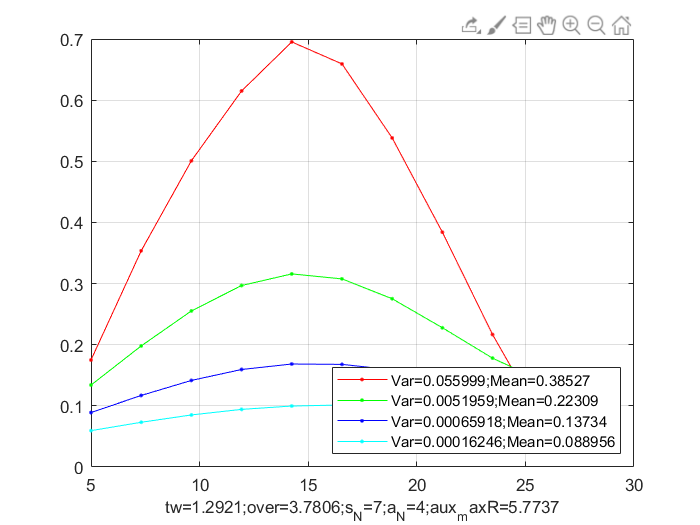 0.7
0.6
0.5
0.4
0.3
0.2
0.1
0
Var=0.055999;Mean=0.38527
Var=0.0051959;Mean=0.22309
Var=0.00065918;Mean=0.13734
Var=0.00016246;Mean=0.088956
5 10 15 20 25 30
tw=1.2921;over=3.7806;s_N=7;a_N=4;aux_maxR=5.7737